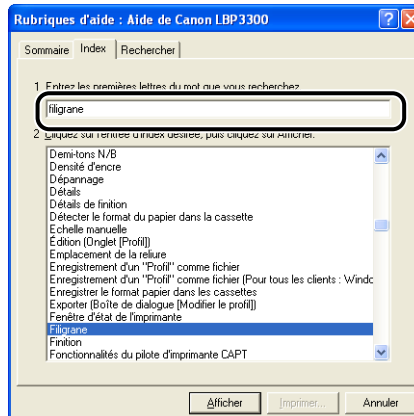 Rubriques d'aide : Aide de Canon LBP3300
Sommaire Index Rechercher
1 Entrez les premières lettres du mot que vous recherchez
filigrane
2 Cliquez sur l'entrée d'index désirée, puis cliquez sur Afficher.
Demi-tons N/B
Densité d'encre
Dépannage
Détails
Détails de finition
Détecter le format du papier dans la cassette
Echelle manuelle
Édition (Onglet [Profil])
Emplacement de la reliure
Enregistrement d'un "Profil" comme fichier
Enregistrement d'un "Profil" comme fichier (Pour tous les clients : Windo
Enregistrer le format papier dans les cassettes
Exporter (Boîte de dialogue [Modifier le profil])
Fenêtre d'état de l'imprimante
Filigrane
Finition
Fonctionnalités du pilote d'imprimante CAPT
Afficher Imprimer... Annuler